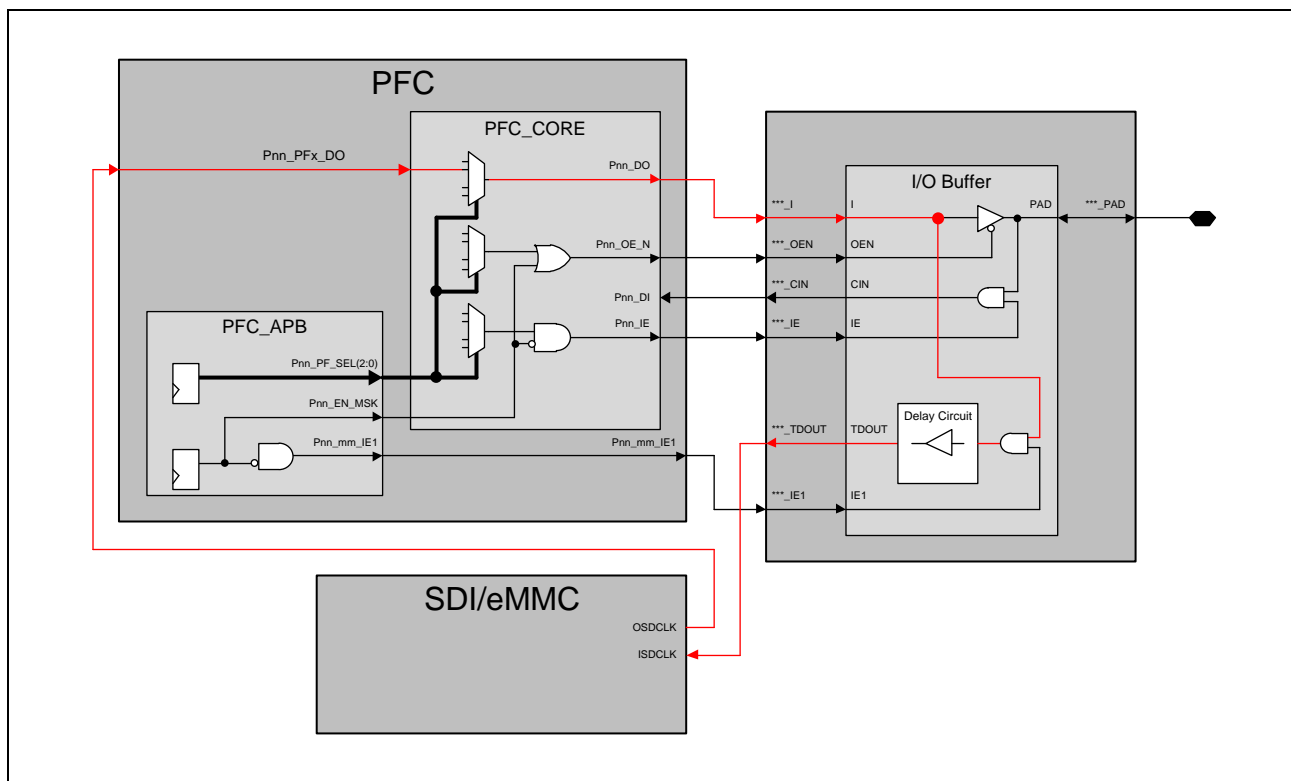 PFC
PFC_CORE
Pnn_PFx_DO
Pnn_DO
I/O Buffer
***_I
I
PAD
***_PAD
Pnn_OE_N
***_OEN
OEN
Pnn_DI
***_CIN
CIN
PFC_APB
Pnn_IE
***_IE
IE
Pnn_PF_SEL(2:0)
Pnn_EN_MSK
Delay Circuit
***_TDOUT
TDOUT
Pnn_mm_IE1
Pnn_mm_IE1
***_IE1
IE1
SDI/eMMC
OSDCLK
ISDCLK